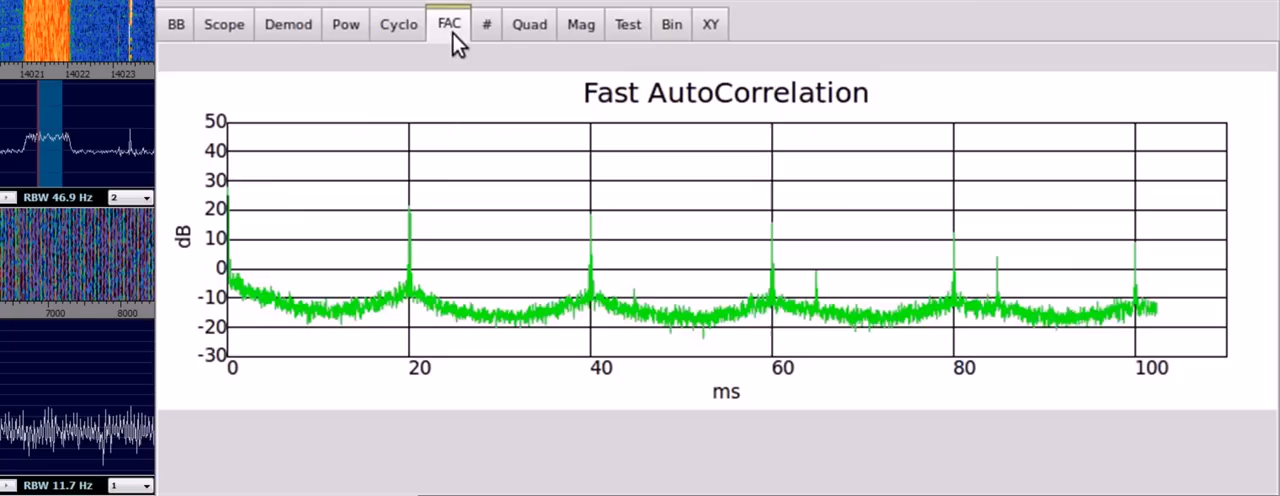 BB Scope Demod Pow Cyclo FAC # Quad Mag Test Bin XY
14021 14022 14023
RBW 46.9 Hz 2
7000 8000
RBW 11.7 Hz 1
Fast AutoCorrelation
50
40
30
20
10
0
-10
-20
-30
dB
0 20 40 60 80 100
ms